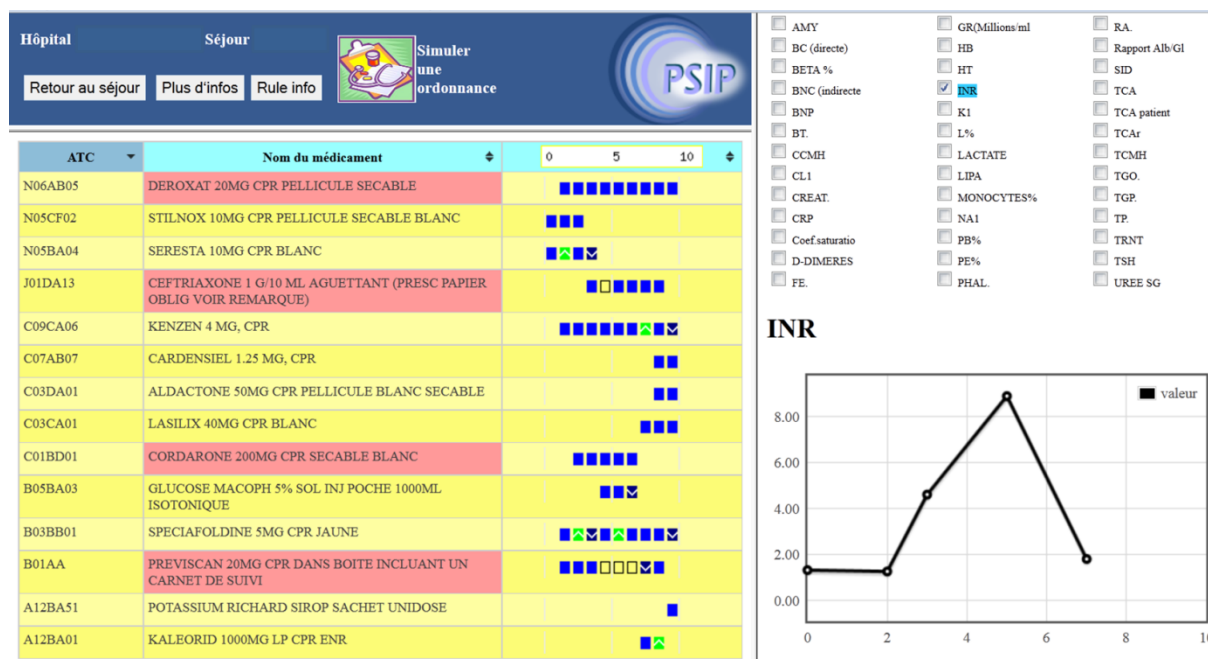 Hôpital Séjour
Simuler
une
ordonnance
Retour au séjour Plus d'infos Rule info
PSIP
ATC Nom du médicament 0 5 10
N06AB05 DEROXAT 20MG CPR PELLICULE SECABLE
N05CF02 STILNOX 10MG CPR PELLICULE SECABLE BLANC
N05BA04 SERESTA 10MG CPR BLANC
J01DA13 CEFTRIAXONE 1 G/10 ML AGUETTANT (PRESC PAPIER
OBLIG VOIR REMARQUE)
C09CA06 KENZEN 4 MG, CPR
C07AB07 CARDENSIEL 1.25 MG, CPR
C03DA01 ALDACTONE 50MG CPR PELLICULE BLANC SECABLE
C03CA01 LASILIX 40MG CPR BLANC
C01BD01 CORDARONE 200MG CPR SECABLE BLANC
B05BA03 GLUCOSE MACOPH 5% SOL INJ POCHE 1000ML
ISOTONIQUE
B03BB01 SPECIAFOLDINE 5MG CPR JAUNE
B01AA PREVISCAN 20MG CPR DANS BOITE INCLUANT UN
CARNET DE SUIVI
A12BA51 POTASSIUM RICHARD SIROP SACHET UNIDOSE
A12BA01 KALEORID 1000MG LP CPR ENR
AMY GR(Millions/ml RA.
BC (directe) HB Rapport Alb/Gl
BETA % HT SID
BNC (indirecte INR TCA
BNP K1 TCA patient
BT. L% TCAr
CCMH LACTATE TCMH
CL1 LIPA TGO.
CREAT. MONOCYTES% TGP.
CRP NA1 TP.
Coef.saturatio PB% TRNT
D-DIMERES PE% TSH
FE. PHAL. UREE SG
INR
valeur
8.00
6.00
4.00
2.00
0.00
0 2 4 6 8 10